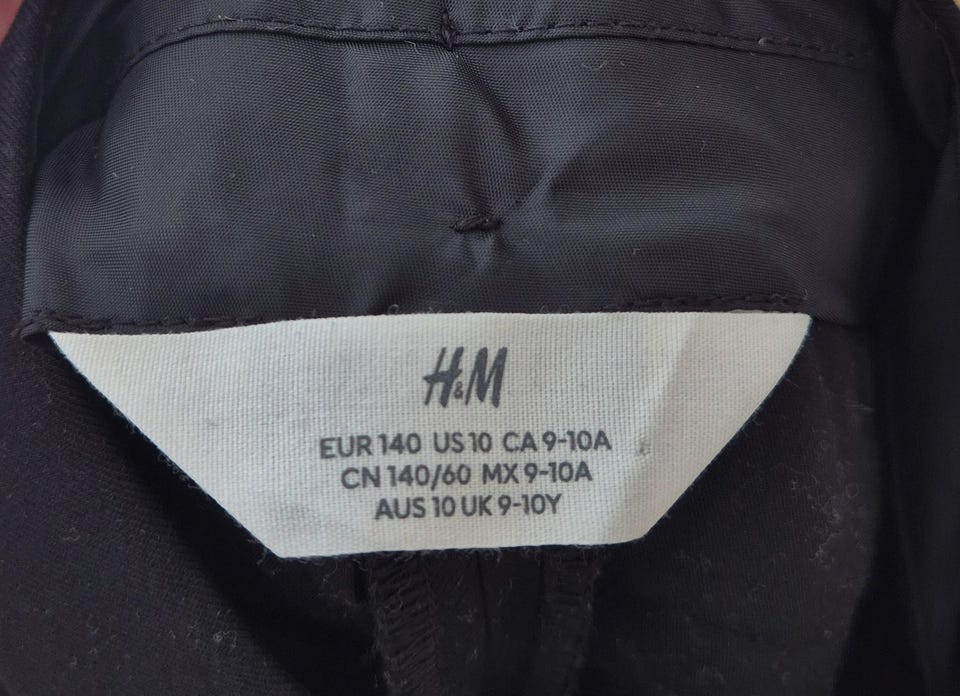 H&M
EUR 140 US 10 CA 9-10A
CN 140/60 MX 9-10A
AUS 10 UK 9-10Y